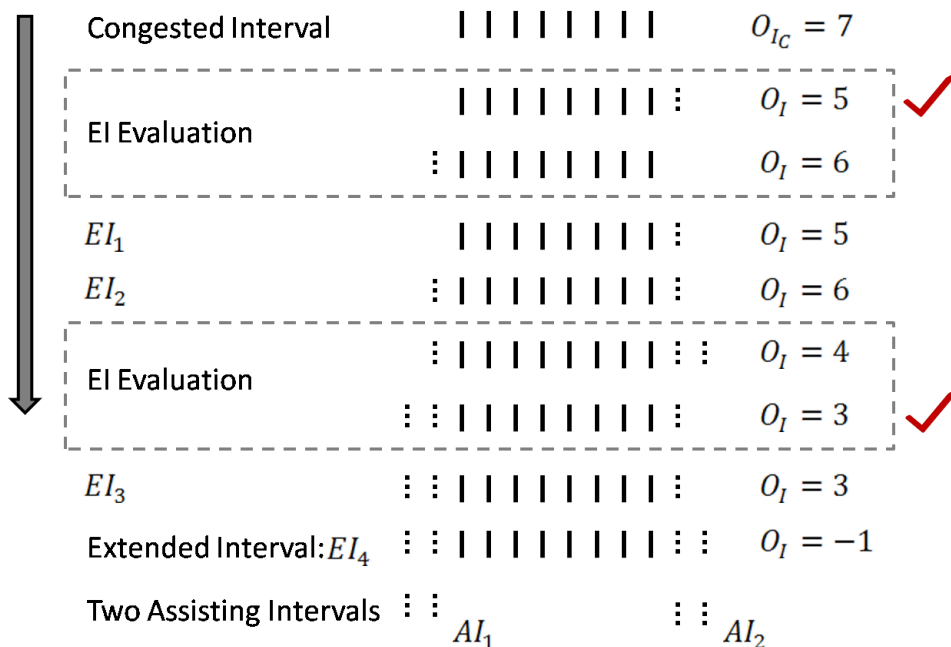 Congested Interval O_{I_C} = 7
O_I = 5
EI Evaluation
O_I = 6
EI_1 O_I = 5
EI_2 O_I = 6
O_I = 4
EI Evaluation
O_I = 3
EI_3 O_I = 3
Extended Interval: EI_4 O_I = −1
Two Assisting Intervals AI_1 AI_2